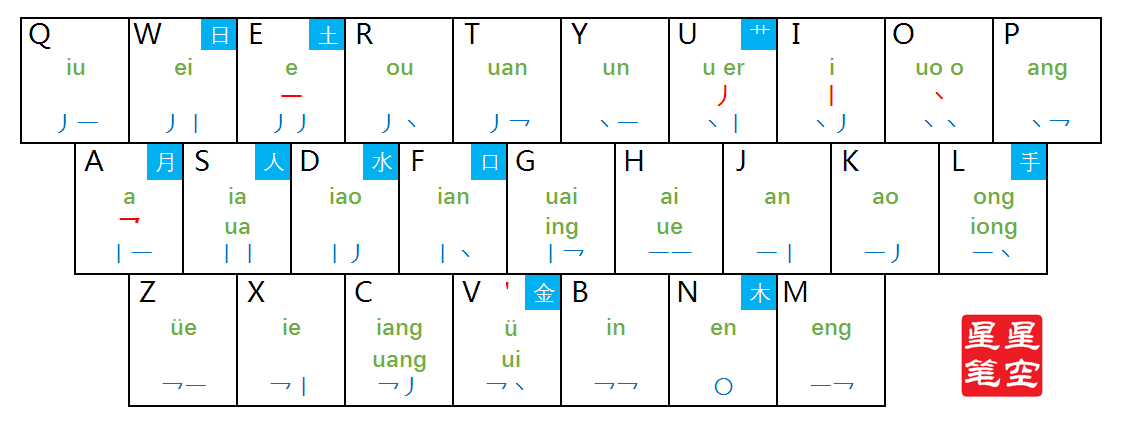 Q W 日 E 土 R T Y U 艹 I O P
iu ei e ou uan un u er i uo o ang
一 丿 丨 丶
丿一 丿丨 丿丿 丿丶 丿乛 丶一 丶丨 丶丿 丶丶 丶乛
A 月 S 人 D 水 F 口 G H J K L 手
a ia iao ian uai ai an ao ong
乛 ua ing ue iong
丨一 丨丨 丨丿 丨丶 丨乛 一一 一丨 一丿 一丶
Z X C V ' 金 B N 木 M
üe ie iang ü in en eng
uang ui
乛一 乛丨 乛丿 乛丶 乛乛 〇 一乛
星空
星笔